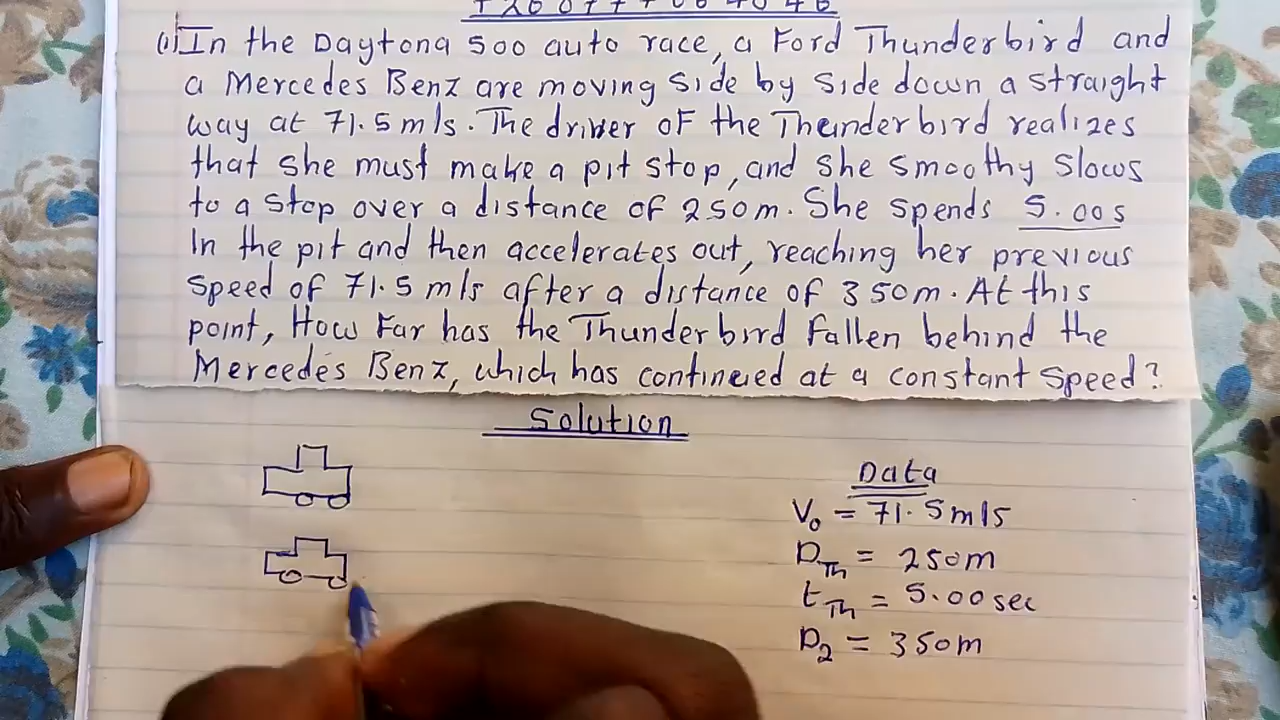 (1) In the Daytona 500 auto race, a Ford Thunderbird and
a Mercedes Benz are moving side by side down a straight
way at 71.5 m/s. The driver of the Thunderbird realizes
that she must make a pit stop, and she smoothy slows
to a stop over a distance of 250m. She spends 5.00s
In the pit and then accelerates out, reaching her previous
speed of 71.5 m/s after a distance of 350m. At this
point, How Far has the Thunderbird fallen behind the
Mercedes Benz, which has continued at a constant speed?
Solution
Data
V₀ = 71.5m/s
D_Th = 250m
t_Th = 5.00sec
D₂ = 350m